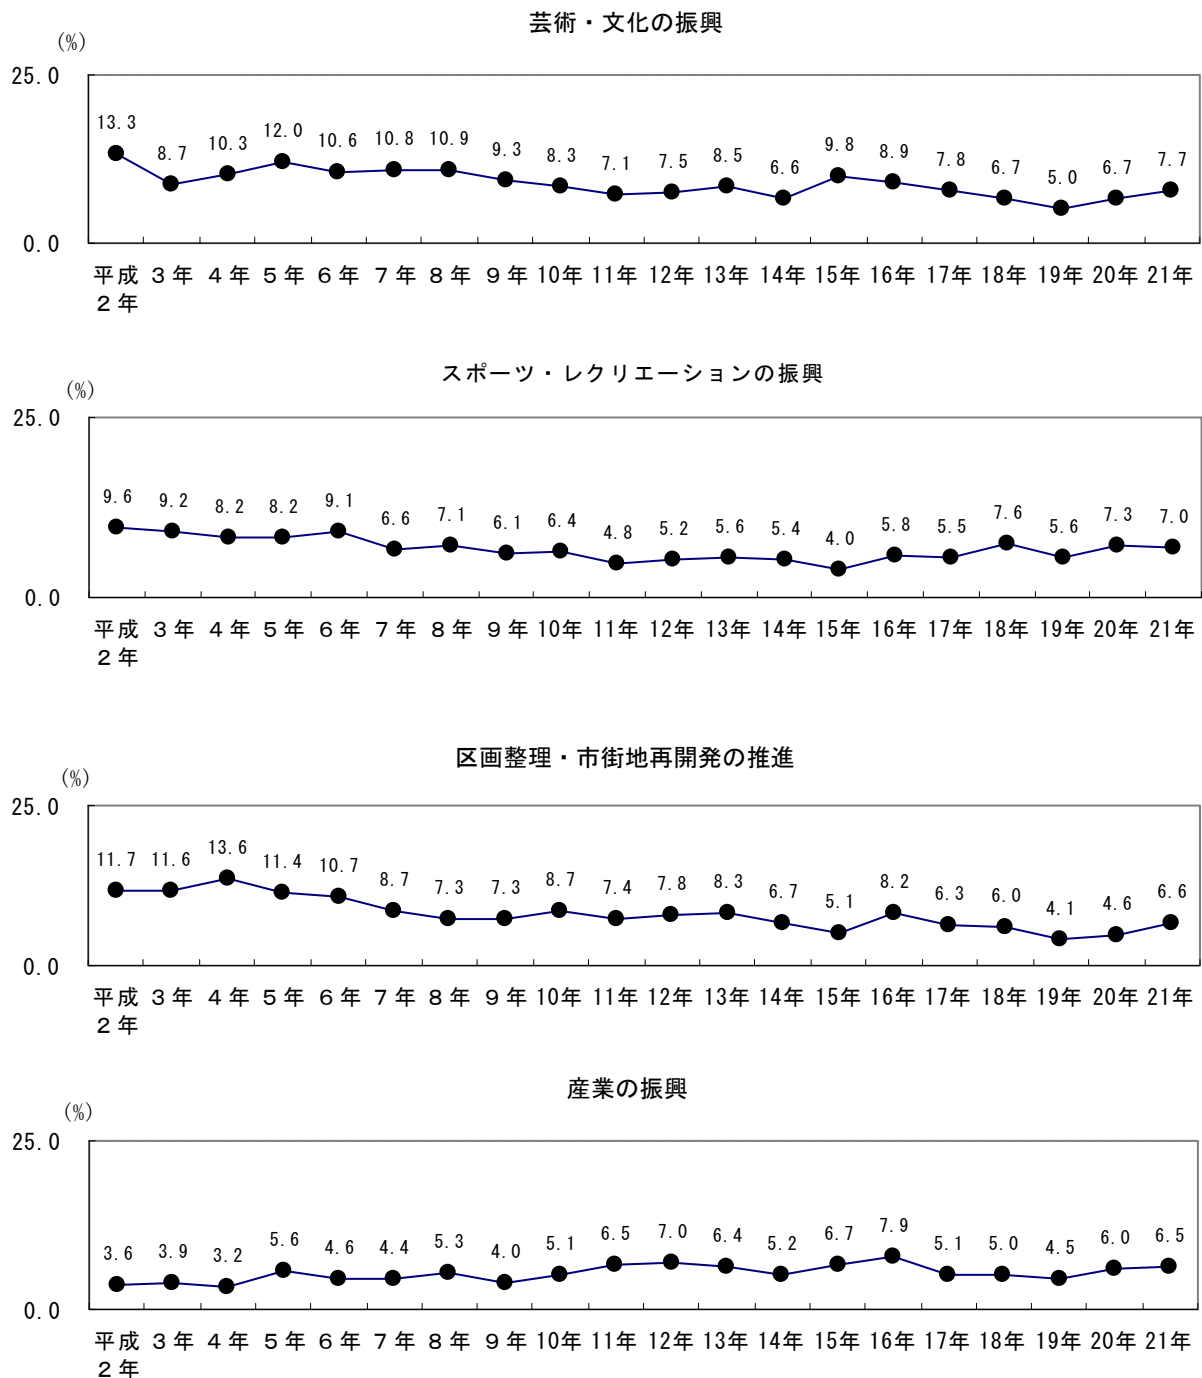 芸術・文化の振興
(%)
25.0
13.3 8.7 10.3 12.0 10.6 10.8 10.9 9.3 8.3 7.1 7.5 8.5 6.6 9.8 8.9 7.8 6.7 5.0 6.7 7.7
0.0
平成 3年 4年 5年 6年 7年 8年 9年 10年 11年 12年 13年 14年 15年 16年 17年 18年 19年 20年 21年
2年
スポーツ・レクリエーションの振興
(%)
25.0
9.6 9.2 8.2 8.2 9.1 6.6 7.1 6.1 6.4 4.8 5.2 5.6 5.4 4.0 5.8 5.5 7.6 5.6 7.3 7.0
0.0
平成 3年 4年 5年 6年 7年 8年 9年 10年 11年 12年 13年 14年 15年 16年 17年 18年 19年 20年 21年
2年
区画整理・市街地再開発の推進
(%)
25.0
11.7 11.6 13.6 11.4 10.7 8.7 7.3 7.3 8.7 7.4 7.8 8.3 6.7 5.1 8.2 6.3 6.0 4.1 4.6 6.6
0.0
平成 3年 4年 5年 6年 7年 8年 9年 10年 11年 12年 13年 14年 15年 16年 17年 18年 19年 20年 21年
2年
産業の振興
(%)
25.0
3.6 3.9 3.2 5.6 4.6 4.4 5.3 4.0 5.1 6.5 7.0 6.4 5.2 6.7 7.9 5.1 5.0 4.5 6.0 6.5
0.0
平成 3年 4年 5年 6年 7年 8年 9年 10年 11年 12年 13年 14年 15年 16年 17年 18年 19年 20年 21年
2年